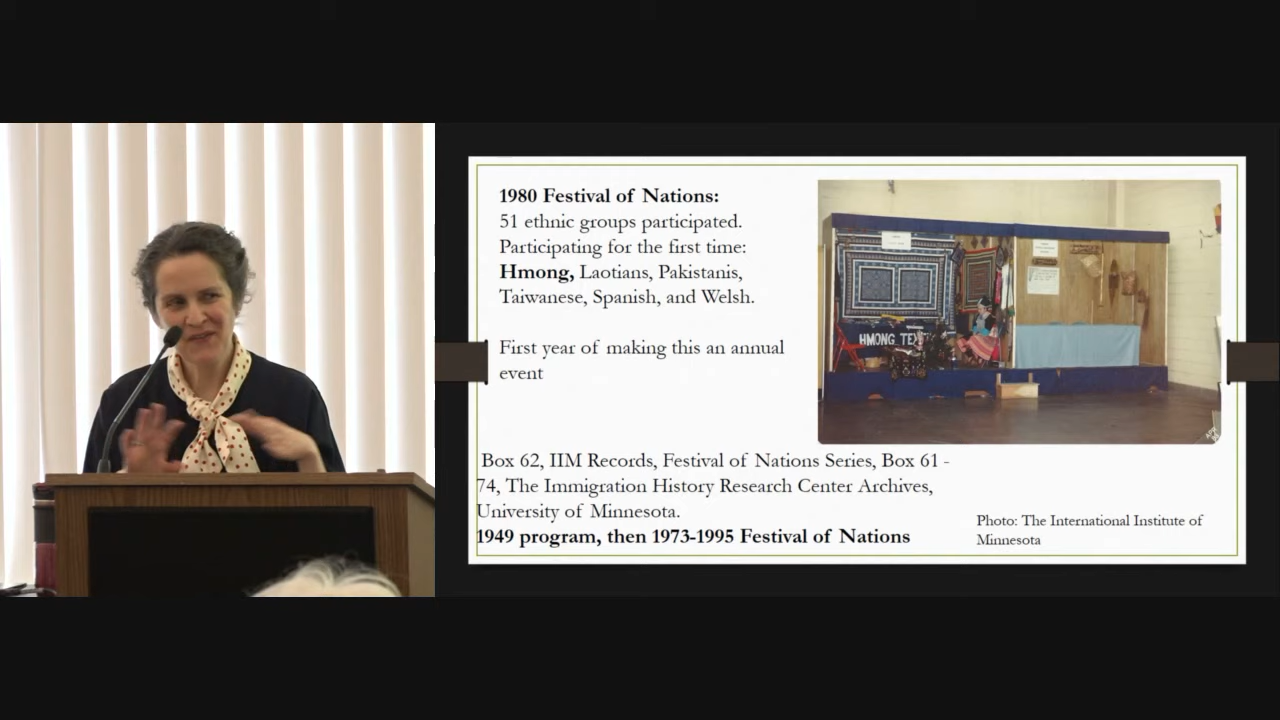 1980 Festival of Nations:
51 ethnic groups participated.
Participating for the first time:
Hmong, Laotians, Pakistanis,
Taiwanese, Spanish, and Welsh.
First year of making this an annual
event
HMONG TEX
Box 62, IIM Records, Festival of Nations Series, Box 61 -
74, The Immigration History Research Center Archives,
University of Minnesota.
1949 program, then 1973-1995 Festival of Nations
Photo: The International Institute of
Minnesota